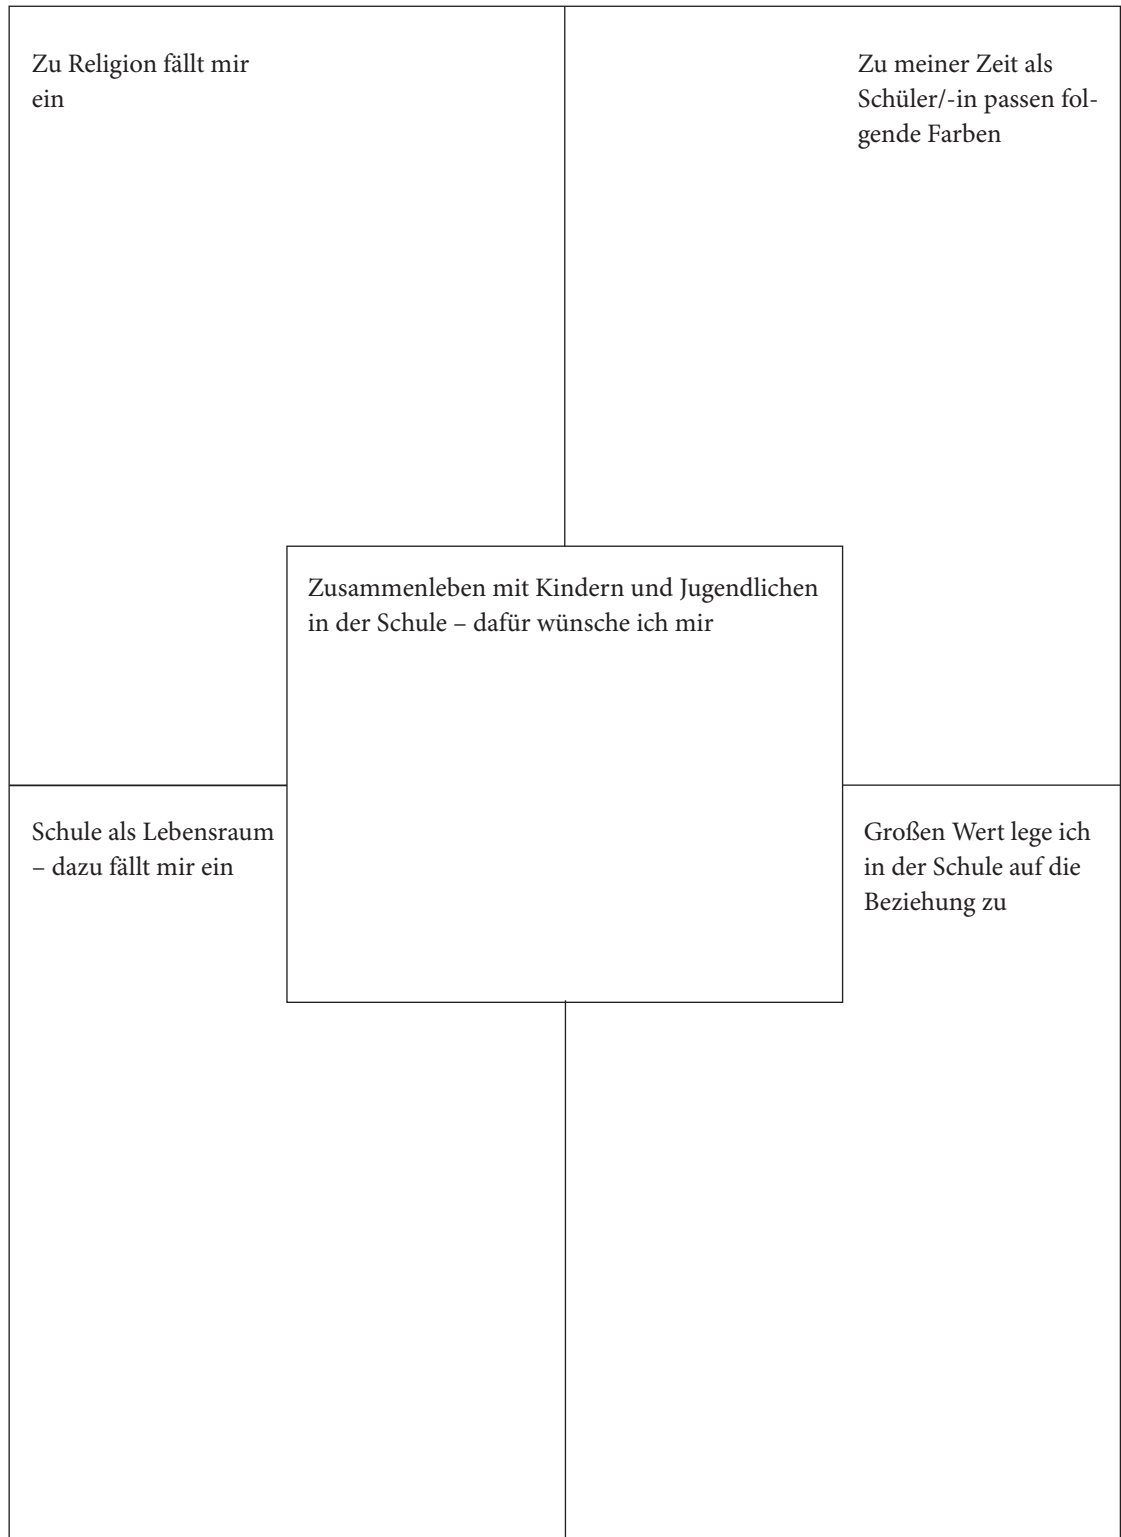 Zu Religion fällt mir
ein
Zu meiner Zeit als
Schüler/-in passen fol-
gende Farben
Zusammenleben mit Kindern und Jugendlichen
in der Schule – dafür wünsche ich mir
Schule als Lebensraum
– dazu fällt mir ein
Großen Wert lege ich
in der Schule auf die
Beziehung zu